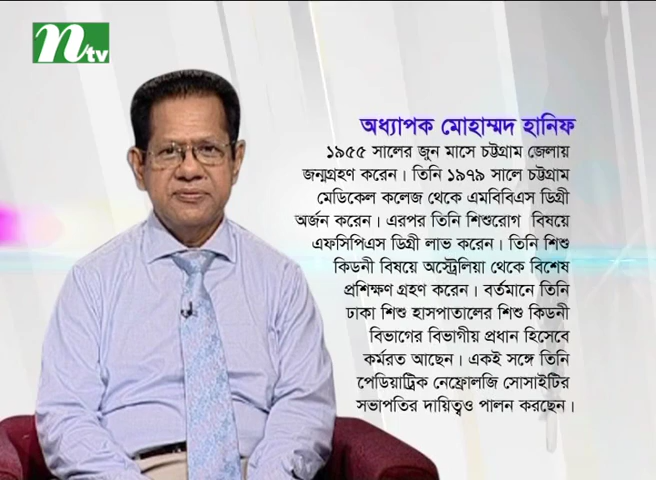 ntv
অধ্যাপক মোহাম্মদ হানিফ
১৯৫৫ সালের জুন মাসে চট্টগ্রাম জেলায়
জন্মগ্রহণ করেন। তিনি ১৯৭৯ সালে চট্টগ্রাম
মেডিকেল কলেজ থেকে এমবিবিএস ডিগ্রী
অর্জন করেন। এরপর তিনি শিশুরোগ বিষয়ে
এফসিপিএস ডিগ্রী লাভ করেন। তিনি শিশু
কিডনী বিষয়ে অস্ট্রেলিয়া থেকে বিশেষ
প্রশিক্ষণ গ্রহণ করেন। বর্তমানে তিনি
ঢাকা শিশু হাসপাতালের শিশু কিডনী
বিভাগের বিভাগীয় প্রধান হিসেবে
কর্মরত আছেন। একই সঙ্গে তিনি
পেডিয়াট্রিক নেফ্রোলজি সোসাইটির
সভাপতির দায়িত্বও পালন করছেন।